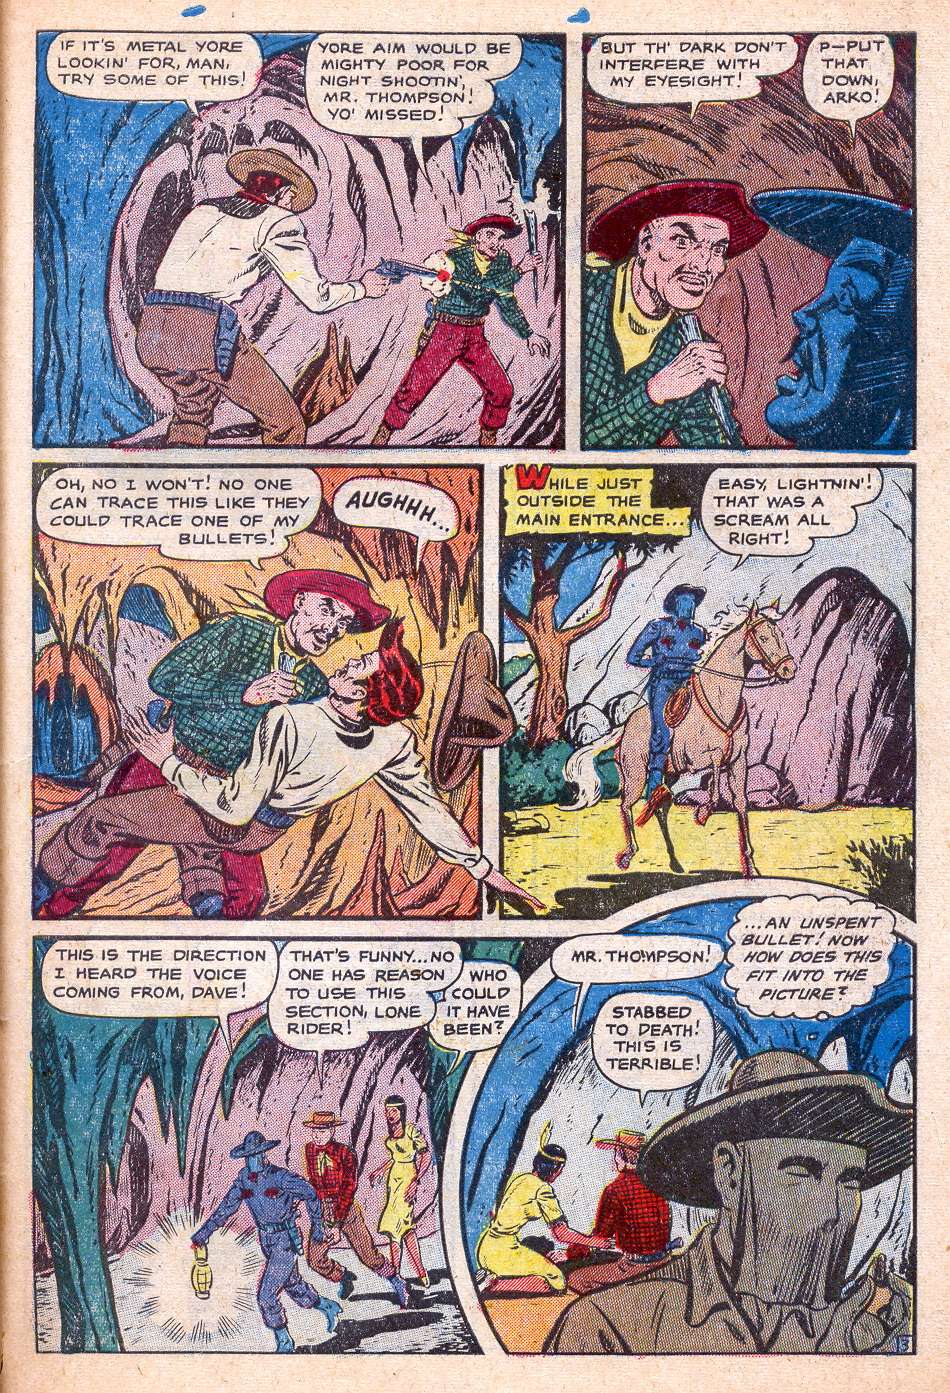 IF IT'S METAL YORE
LOOKIN' FOR, MAN,
TRY SOME OF THIS!
YORE AIM WOULD BE
MIGHTY POOR FOR
NIGHT SHOOTIN',
MR. THOMPSON!
YO' MISSED!
BUT TH' DARK DON'T
INTERFERE WITH
MY EYESIGHT!
P-PUT
THAT
DOWN,
ARKO!
OH, NO I WON'T! NO ONE
CAN TRACE THIS LIKE THEY
COULD TRACE ONE OF MY
BULLETS!
AUGHHH...
WHILE JUST
OUTSIDE THE
MAIN ENTRANCE...
EASY, LIGHTNIN'!
THAT WAS A
SCREAM ALL
RIGHT!
THIS IS THE DIRECTION
I HEARD THE VOICE
COMING FROM, DAVE!
THAT'S FUNNY...NO
ONE HAS REASON
TO USE THIS
SECTION, LONE
RIDER!
WHO
COULD
IT HAVE
BEEN?
MR. THOMPSON!
STABBED
TO DEATH!
THIS IS
TERRIBLE!
...AN UNSPENT
BULLET! NOW
HOW DOES THIS
FIT INTO THE
PICTURE?
3